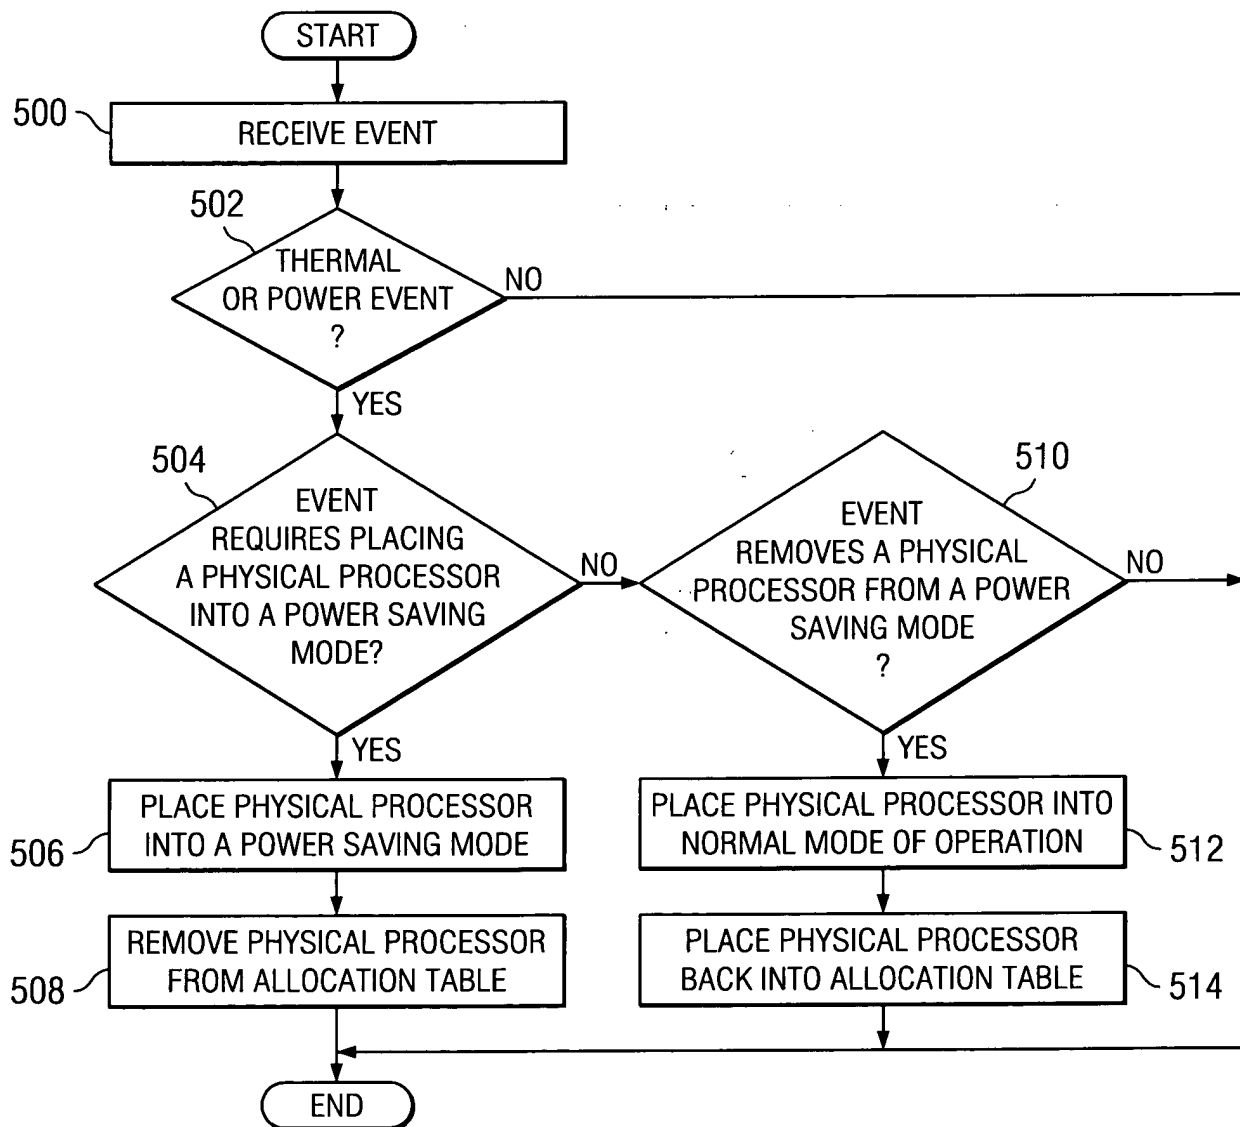 START
500
RECEIVE EVENT
502
THERMAL
OR POWER EVENT
?
NO
YES
504
EVENT
REQUIRES PLACING
A PHYSICAL PROCESSOR
INTO A POWER SAVING
MODE?
NO
YES
510
EVENT
REMOVES A PHYSICAL
PROCESSOR FROM A POWER
SAVING MODE
?
NO
YES
506
PLACE PHYSICAL PROCESSOR
INTO A POWER SAVING MODE
PLACE PHYSICAL PROCESSOR INTO
NORMAL MODE OF OPERATION
512
508
REMOVE PHYSICAL PROCESSOR
FROM ALLOCATION TABLE
PLACE PHYSICAL PROCESSOR
BACK INTO ALLOCATION TABLE
514
END